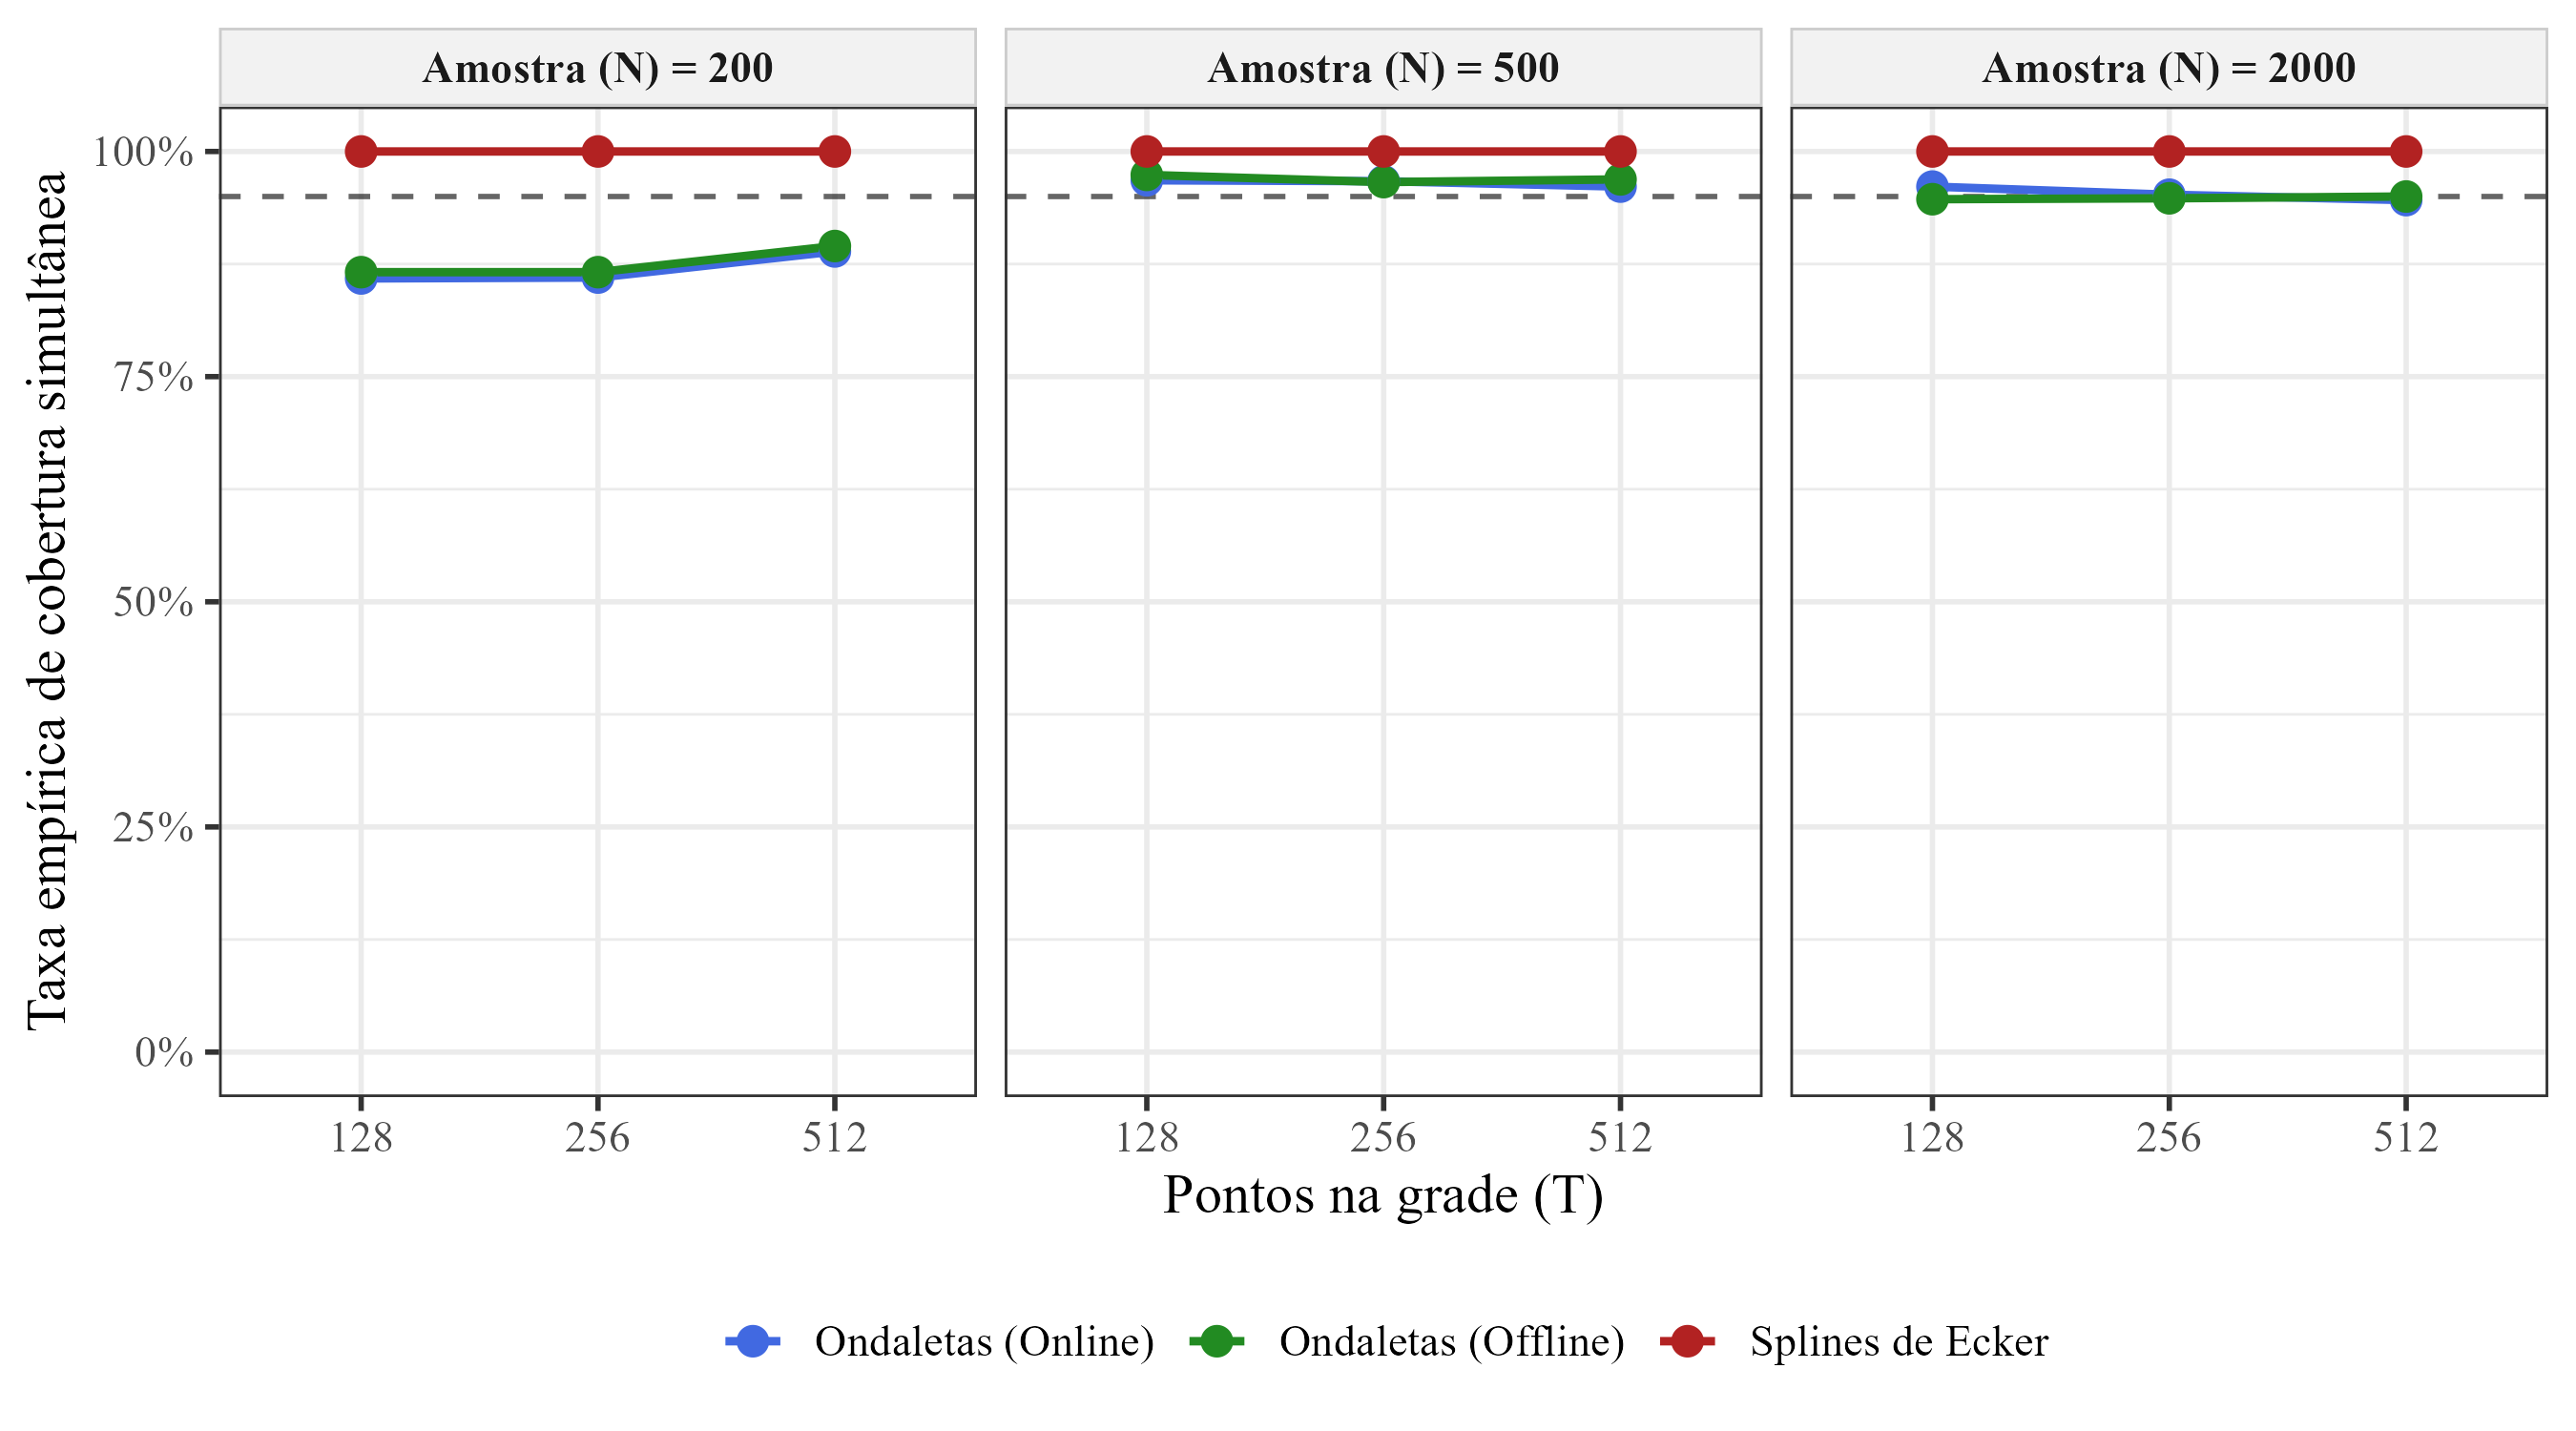 Amostra (N) = 200
Amostra (N) = 500
Amostra (N) = 2000
Taxa empírica de cobertura simultânea
100%
75%
50%
25%
0%
128 256 512
128 256 512
128 256 512
Pontos na grade (T)
Ondaletas (Online) Ondaletas (Offline) Splines de Ecker